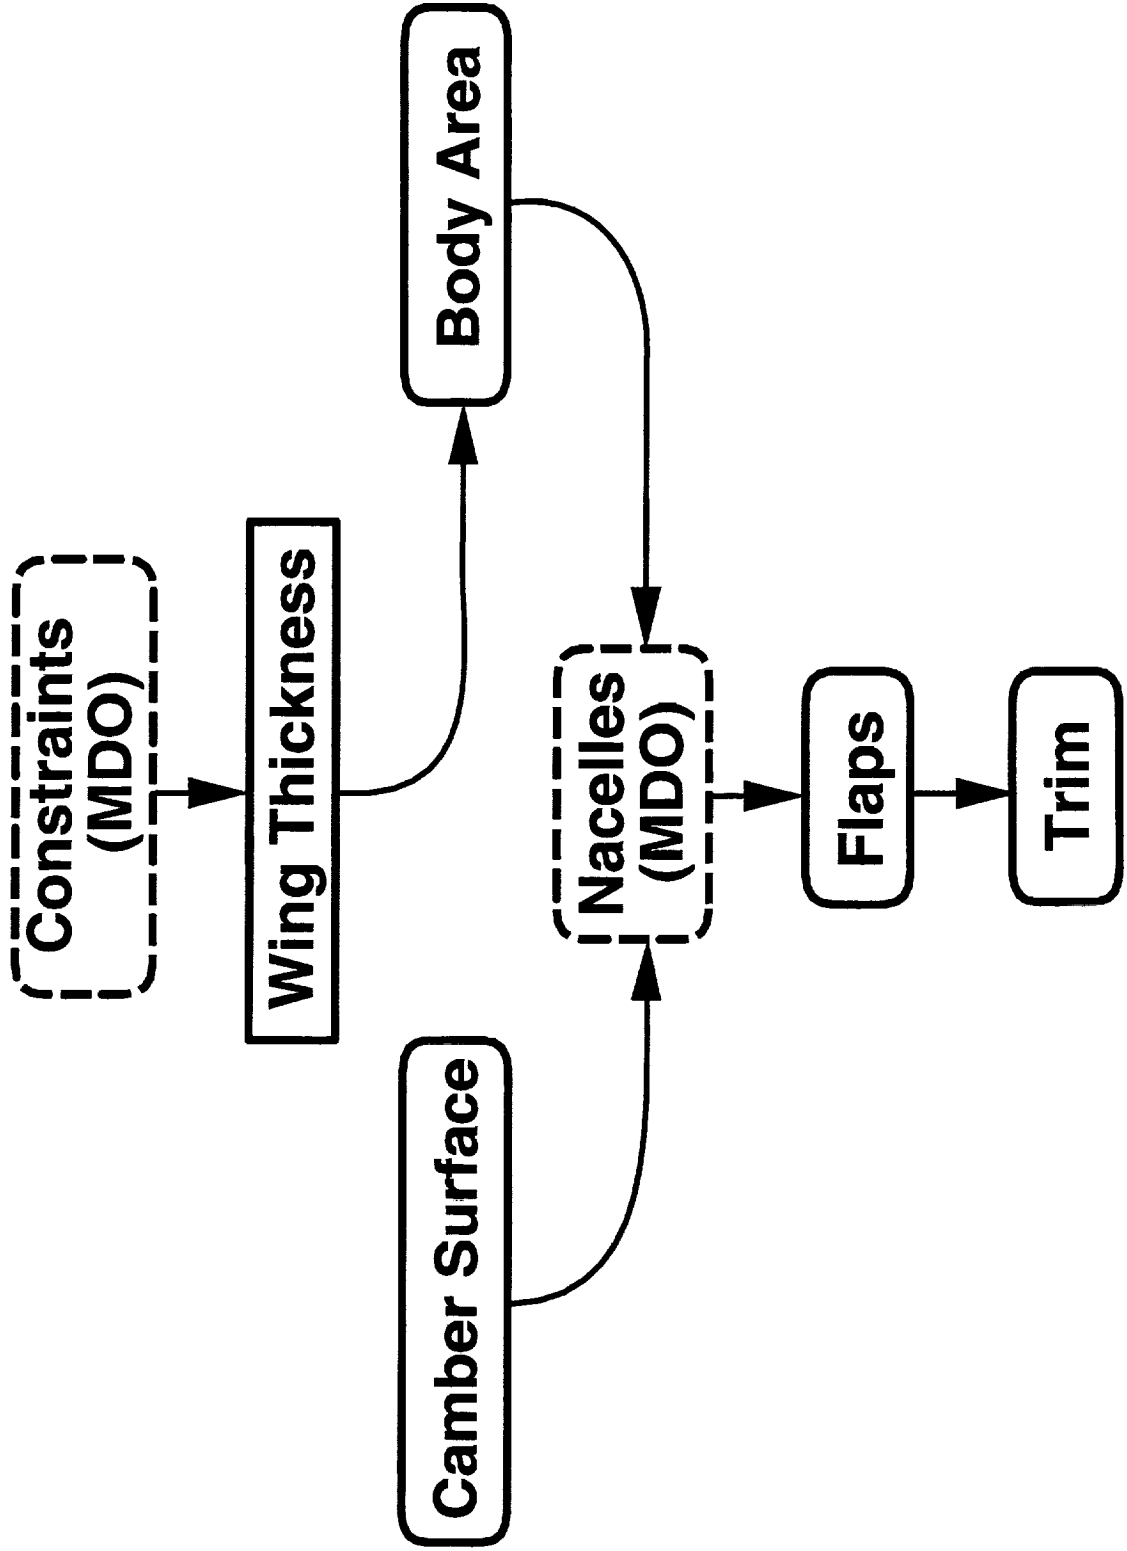 Constraints
(MDO)
Wing Thickness
Camber Surface
Body Area
Nacelles
(MDO)
Flaps
Trim